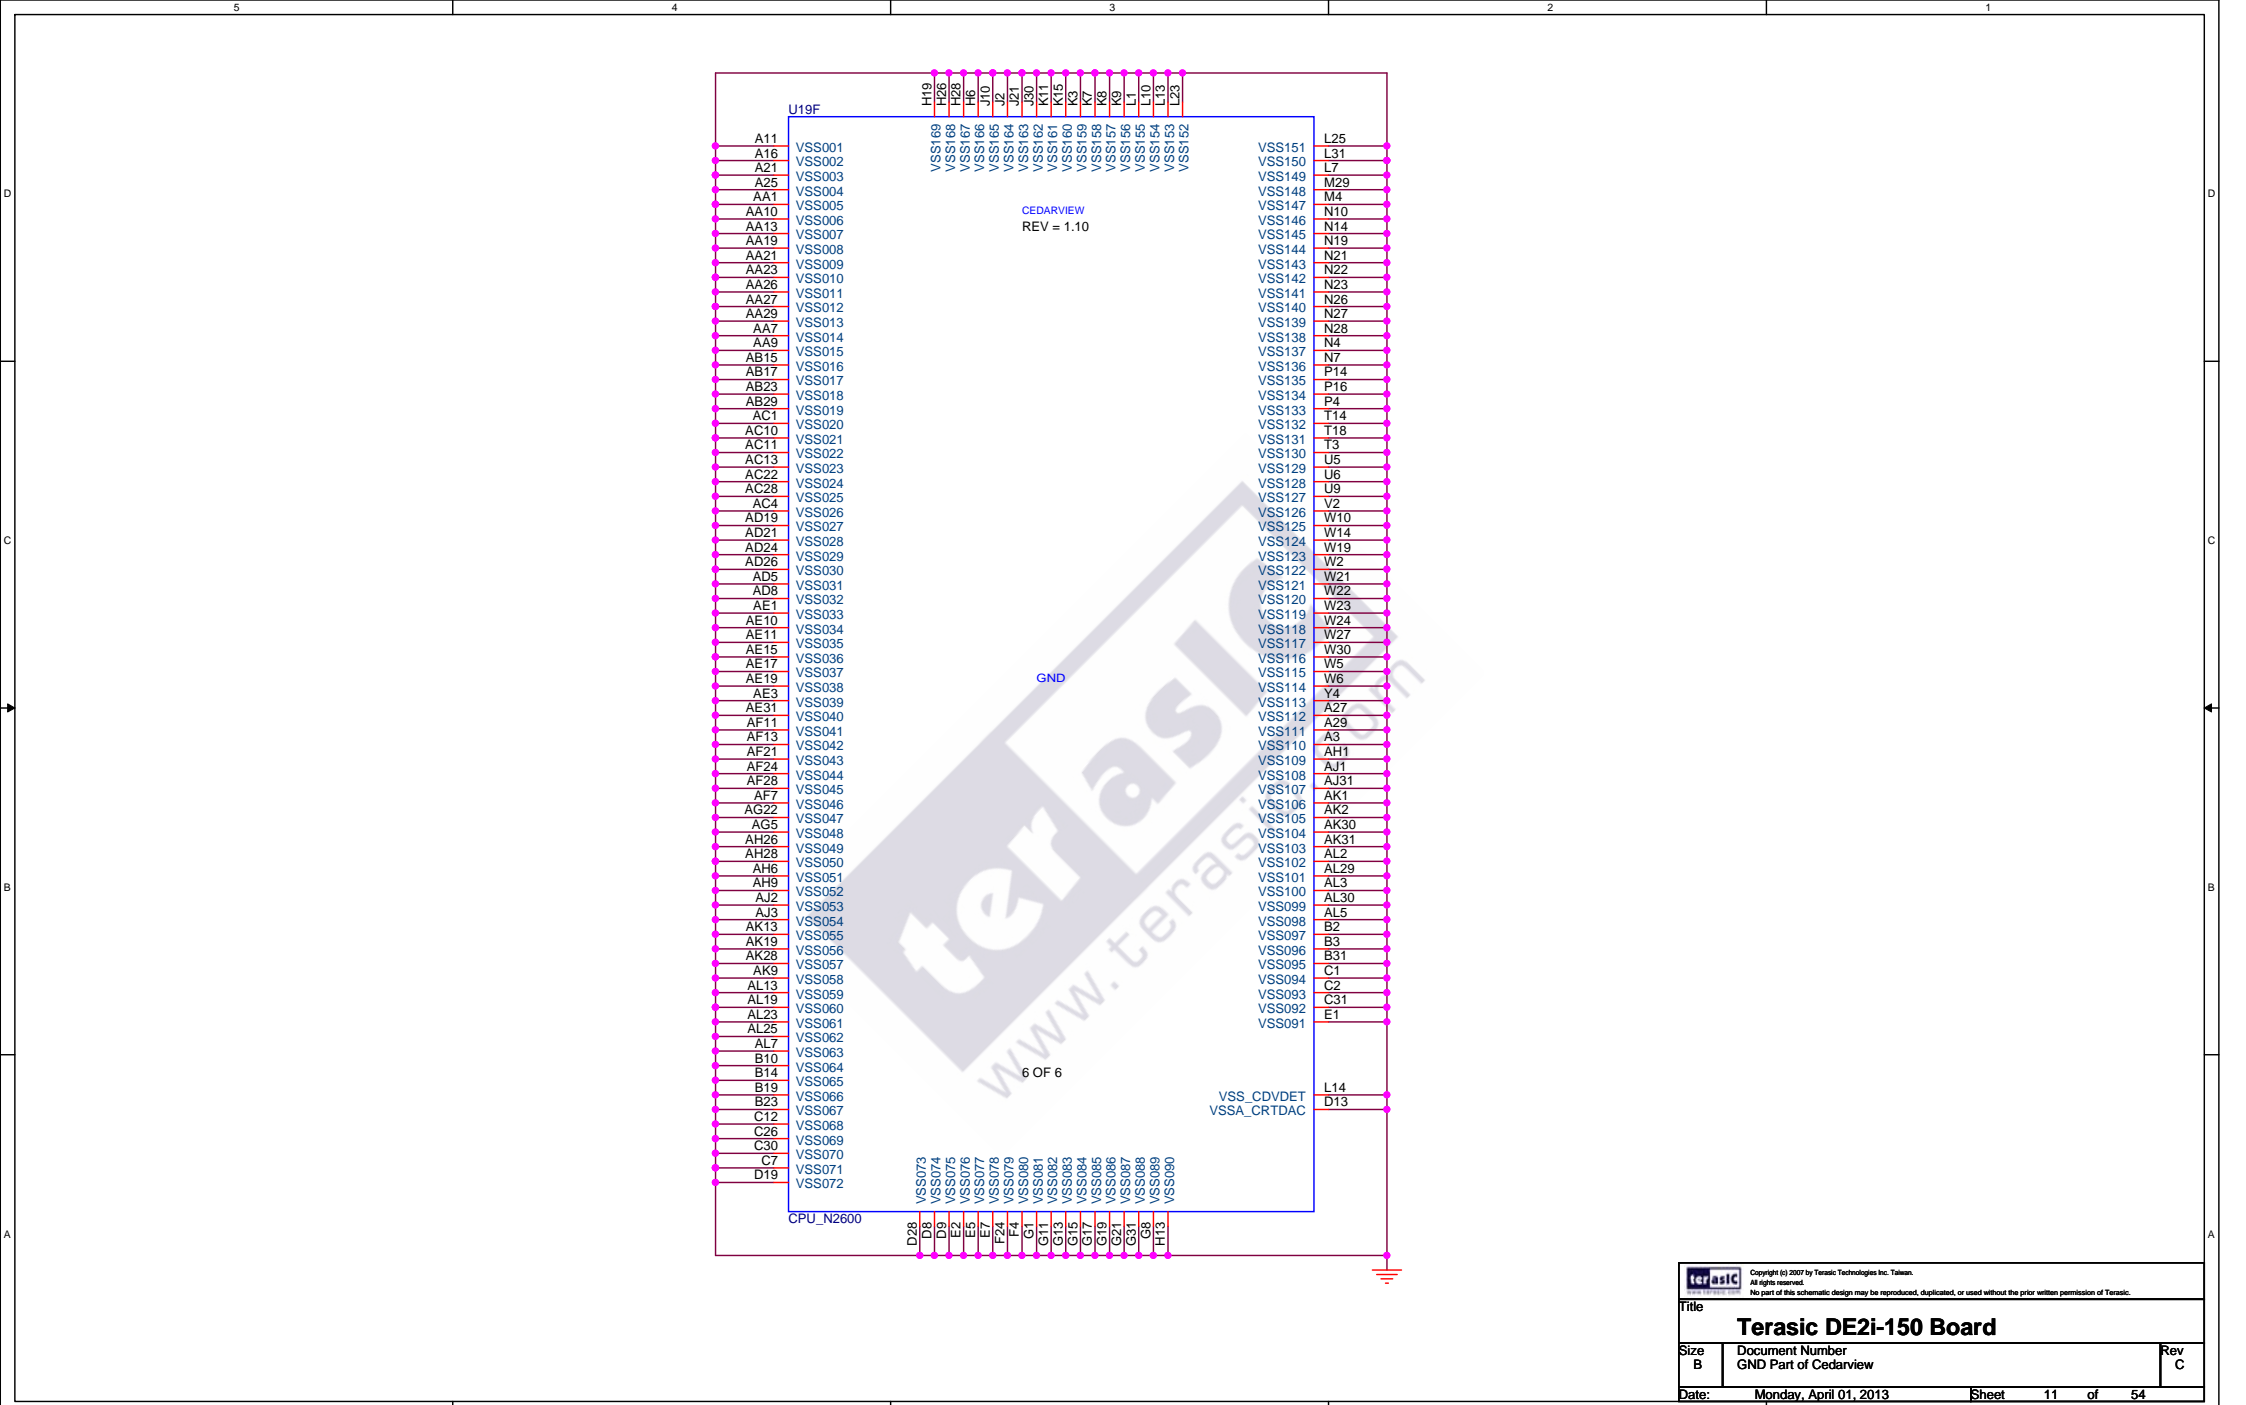 5 4 3 2 1
H19 H26 H28 H6 J10 J2 J21 J30 K11 K15 K3 K7 K8 K9 L1 L10 L13 L23
U19F
VSS169 VSS168 VSS167 VSS166 VSS165 VSS164 VSS163 VSS162 VSS161 VSS160 VSS159 VSS158 VSS157 VSS156 VSS155 VSS154 VSS153 VSS152
A11 VSS001 VSS151 L25
A16 VSS002 VSS150 L31
A21 VSS003 VSS149 L7
A25 VSS004 VSS148 M29
AA1 VSS005 VSS147 M4
AA10 VSS006 VSS146 N10
AA13 VSS007 VSS145 N14
AA19 VSS008 VSS144 N19
AA21 VSS009 VSS143 N21
AA23 VSS010 VSS142 N22
AA26 VSS011 VSS141 N23
AA27 VSS012 VSS140 N26
AA29 VSS013 VSS139 N27
AA7 VSS014 VSS138 N28
AA9 VSS015 VSS137 N4
AB15 VSS016 VSS136 N7
AB17 VSS017 VSS135 P14
AB23 VSS018 VSS134 P16
AB29 VSS019 VSS133 P4
AC1 VSS020 VSS132 T14
AC10 VSS021 VSS131 T18
AC11 VSS022 VSS130 T3
AC13 VSS023 VSS129 U5
AC22 VSS024 VSS128 U6
AC28 VSS025 VSS127 U9
AC4 VSS026 VSS126 V2
AD19 VSS027 VSS125 W10
AD21 VSS028 VSS124 W14
AD24 VSS029 VSS123 W19
AD26 VSS030 VSS122 W2
AD5 VSS031 VSS121 W21
AD8 VSS032 VSS120 W22
AE1 VSS033 VSS119 W23
AE10 VSS034 VSS118 W24
AE11 VSS035 VSS117 W27
AE15 VSS036 VSS116 W30
AE17 VSS037 VSS115 W5
AE19 VSS038 VSS114 W6
AE3 VSS039 VSS113 Y4
AE31 VSS040 VSS112 A27
AF11 VSS041 VSS111 A29
AF13 VSS042 VSS110 A3
AF21 VSS043 VSS109 AH1
AF24 VSS044 VSS108 AJ1
AF28 VSS045 VSS107 AJ31
AF7 VSS046 VSS106 AK1
AG22 VSS047 VSS105 AK2
AG5 VSS048 VSS104 AK30
AH26 VSS049 VSS103 AK31
AH28 VSS050 VSS102 AL2
AH6 VSS051 VSS101 AL29
AH9 VSS052 VSS100 AL3
AJ2 VSS053 VSS099 AL30
AJ3 VSS054 VSS098 AL5
AK13 VSS055 VSS097 B2
AK19 VSS056 VSS096 B3
AK28 VSS057 VSS095 B31
AK9 VSS058 VSS094 C1
AL13 VSS059 VSS093 C2
AL19 VSS060 VSS092 C31
AL23 VSS061 VSS091 E1
AL25 VSS062
AL7 VSS063
B10 VSS064
B14 VSS065
B19 VSS066 VSS_CDVDET L14
B23 VSS067 VSSA_CRTDAC D13
C12 VSS068
C26 VSS069
C30 VSS070
C7 VSS071
D19 VSS072
CEDARVIEW
REV = 1.10
GND
6 OF 6
terasIC
www.terasic.com
VSS073 VSS074 VSS075 VSS076 VSS077 VSS078 VSS079 VSS080 VSS081 VSS082 VSS083 VSS084 VSS085 VSS086 VSS087 VSS088 VSS089 VSS090
CPU_N2600
D28 D8 D9 E2 E5 E7 F24 F4 G1 G11 G13 G15 G17 G19 G21 G31 G8 H13
D D
C C
B B
A A
terasIC
www.terasic.com
Copyright (c) 2007 by Terasic Technologies Inc. Taiwan.
All rights reserved.
No part of this schematic design may be reproduced, duplicated, or used without the prior written permission of Terasic.
Title
Terasic DE2i-150 Board
Size Document Number Rev
B GND Part of Cedarview C
Date: Monday, April 01, 2013 Sheet 11 of 54